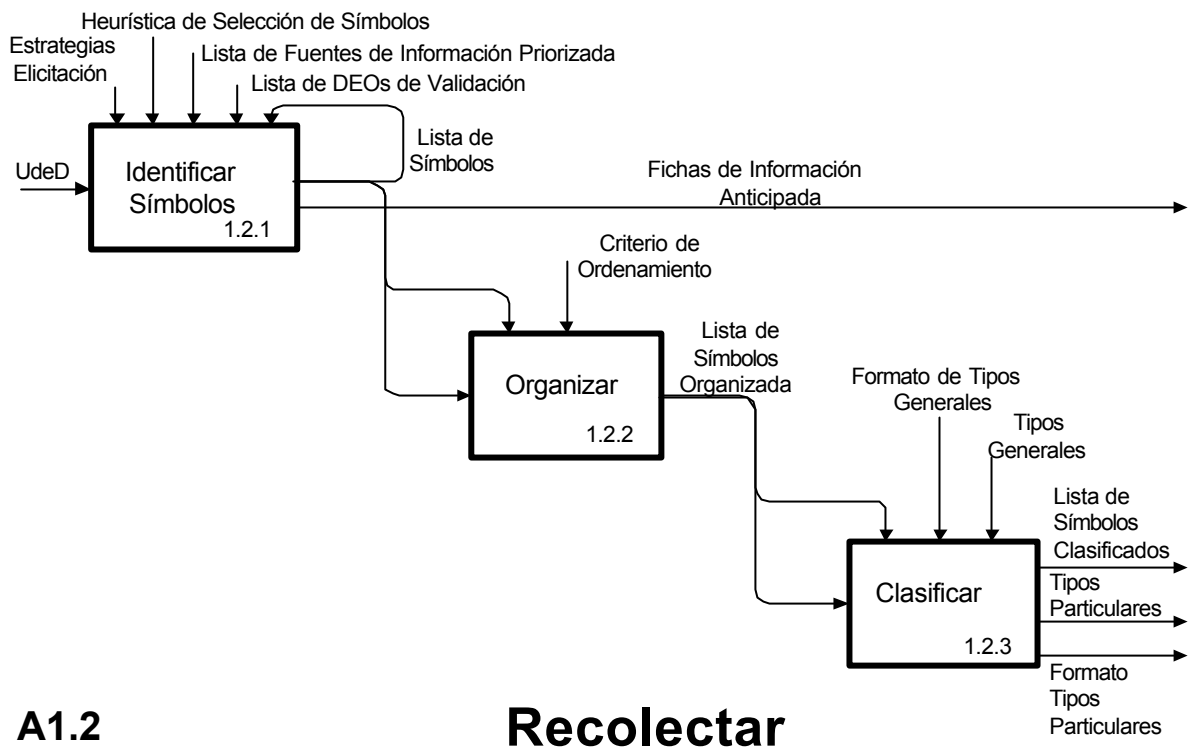 Heurística de Selección de Símbolos
Estrategias
Elicitación
Lista de Fuentes de Información Priorizada
Lista de DEOs de Validación
Lista de
Símbolos
UdeD
Identificar
Símbolos
1.2.1
Fichas de Información
Anticipada
Criterio de
Ordenamiento
Organizar
1.2.2
Lista de
Símbolos
Organizada
Formato de Tipos
Generales
Tipos
Generales
Clasificar
1.2.3
Lista de
Símbolos
Clasificados
Tipos
Particulares
Formato
Tipos
Particulares
A1.2
Recolectar